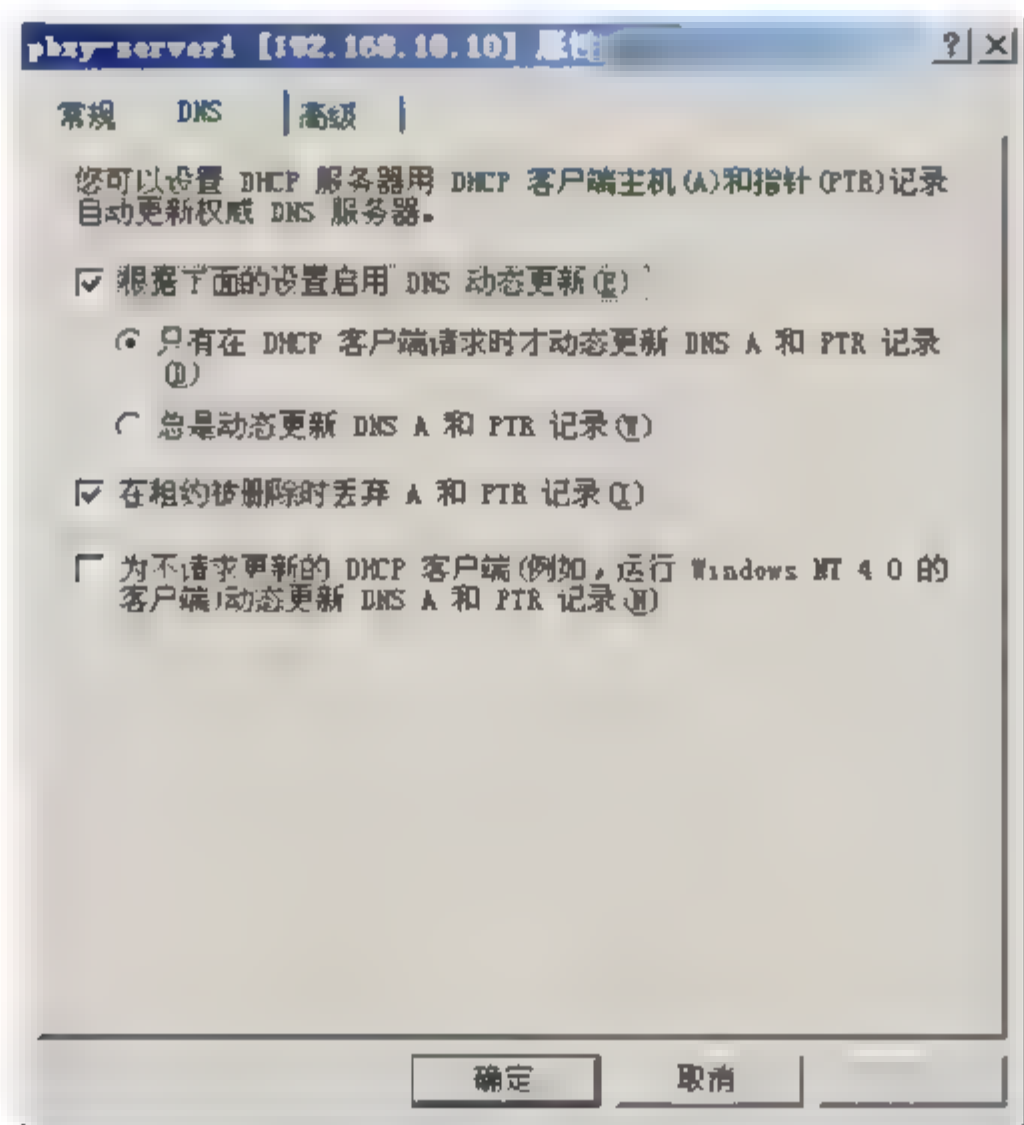 phxy-server1 [192.168.10.10] 属性
常规 DNS 高级
您可以设置 DHCP 服务器用 DHCP 客户端主机(A)和指针(PTR)记录
自动更新权威 DNS 服务器。
根据下面的设置启用 DNS 动态更新(E)
只有在 DHCP 客户端请求时才动态更新 DNS A 和 PTR 记录
(D)
总是动态更新 DNS A 和 PTR 记录(W)
在租约被删除时丢弃 A 和 PTR 记录(I)
为不请求更新的 DHCP 客户端(例如，运行 Windows NT 4 0 的
客户端)动态更新 DNS A 和 PTR 记录(N)
确定 取消